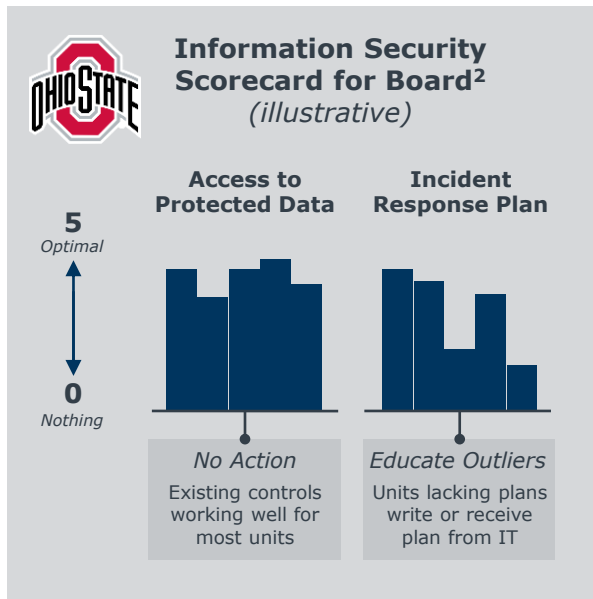 OHIO STATE
Information Security
Scorecard for Board²
(illustrative)
Access to
Protected Data
Incident
Response Plan
5
Optimal
0
Nothing
No Action
Existing controls
working well for
most units
Educate Outliers
Units lacking plans
write or receive
plan from IT